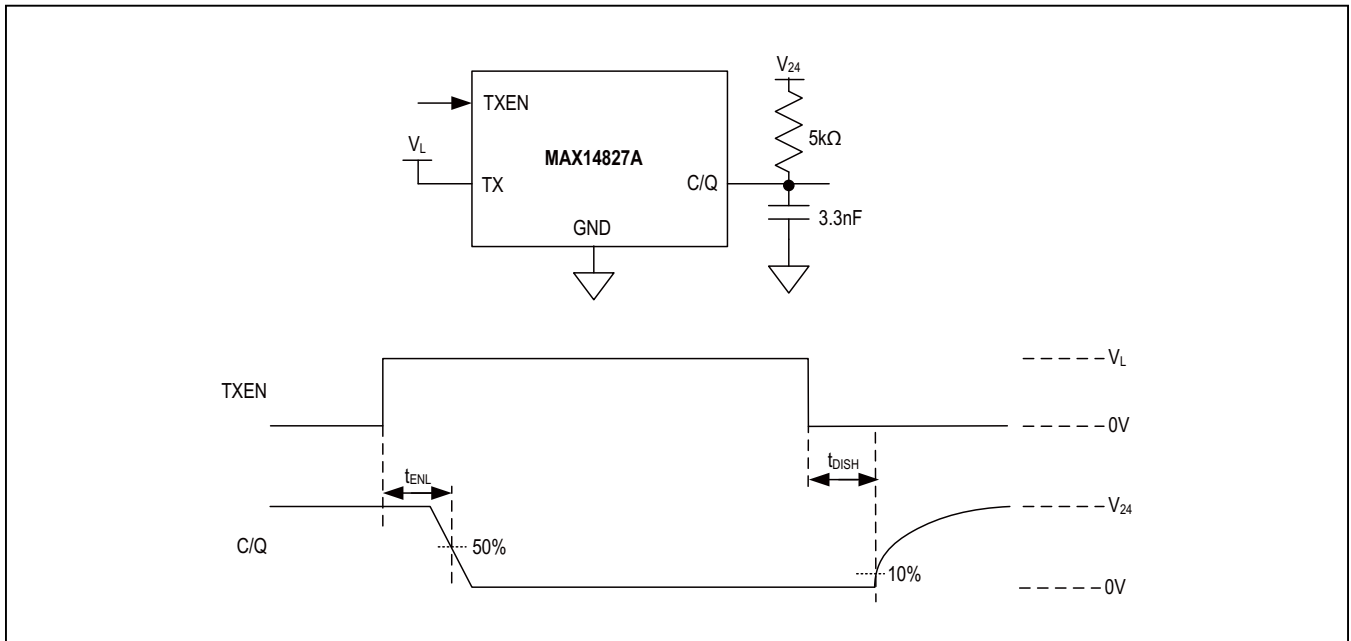 V24
TXEN
5kΩ
VL
MAX14827A
TX
C/Q
3.3nF
GND
VL
TXEN
0V
tENL
tDISH
V24
C/Q
50%
10%
0V